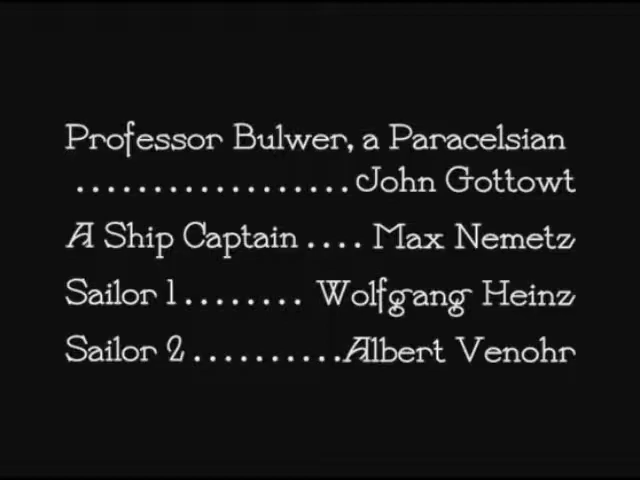 Professor Bulwer, a Paracelsian
...................John Gottowt
A Ship Captain.... Max Nemetz
Sailor 1........ Wolfgang Heinz
Sailor 2..........Albert Venohr